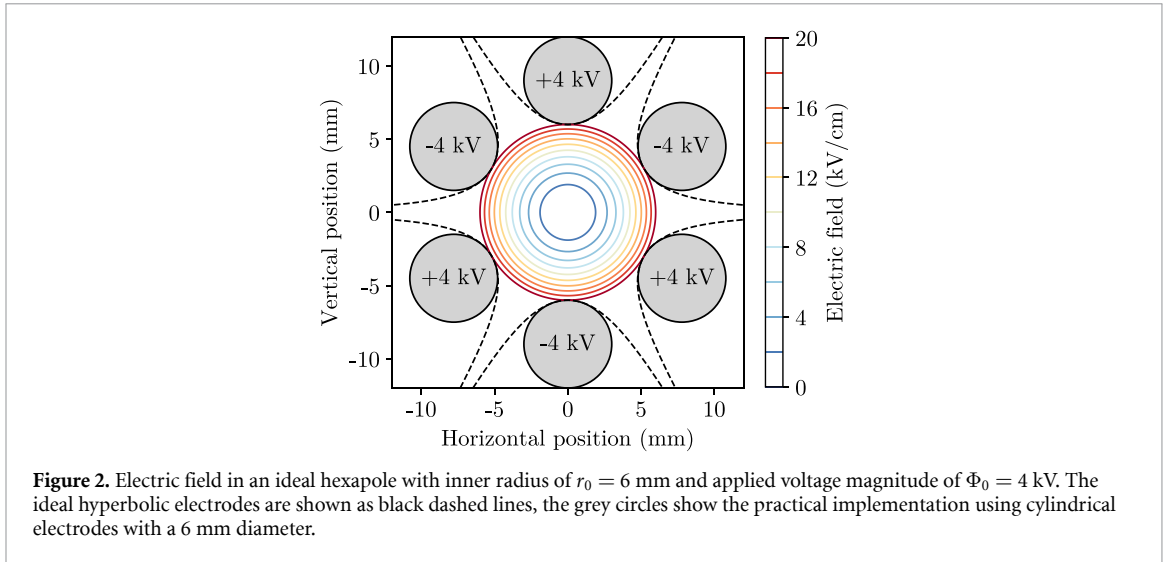 +4 kV
-4 kV
-4 kV
+4 kV
+4 kV
-4 kV
10
5
0
-5
-10
Vertical position (mm)
-10
-5
0
5
10
Horizontal position (mm)
20
16
12
8
4
0
Electric field (kV/cm)
Figure 2. Electric field in an ideal hexapole with inner radius of r₀ = 6 mm and applied voltage magnitude of Φ₀ = 4 kV. The
ideal hyperbolic electrodes are shown as black dashed lines, the grey circles show the practical implementation using cylindrical
electrodes with a 6 mm diameter.